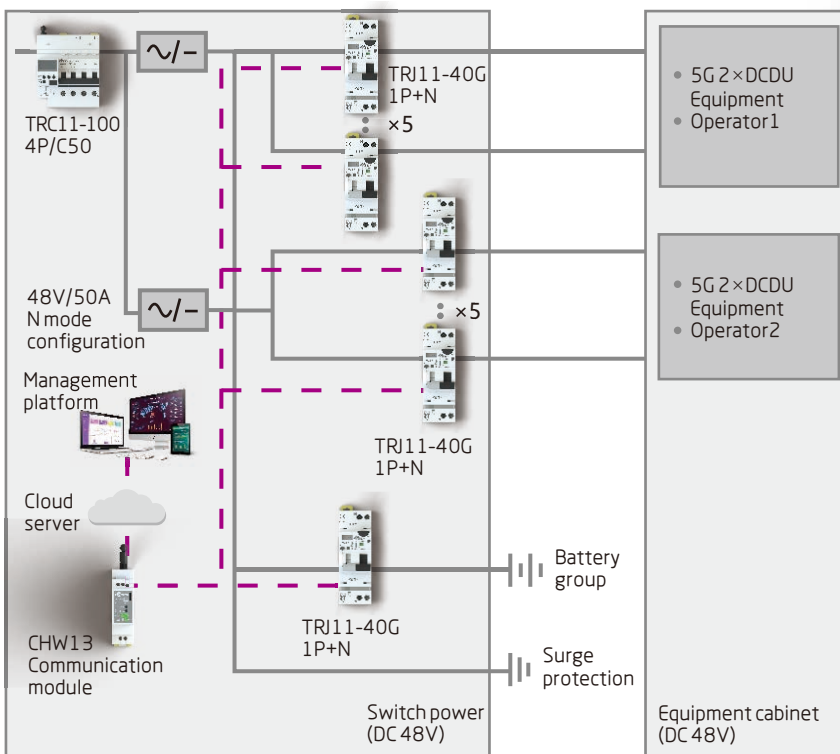 TRC11-100
4P/C50
TRJ11-40G
1P+N
×5
5G 2×DCDU
Equipment
Operator1
48V/50A
N mode
configuration
×5
TRJ11-40G
1P+N
5G 2×DCDU
Equipment
Operator2
Management
platform
Cloud
server
CHW13
Communication
module
TRJ11-40G
1P+N
Battery
group
Surge
protection
Switch power
(DC 48V)
Equipment cabinet
(DC 48V)